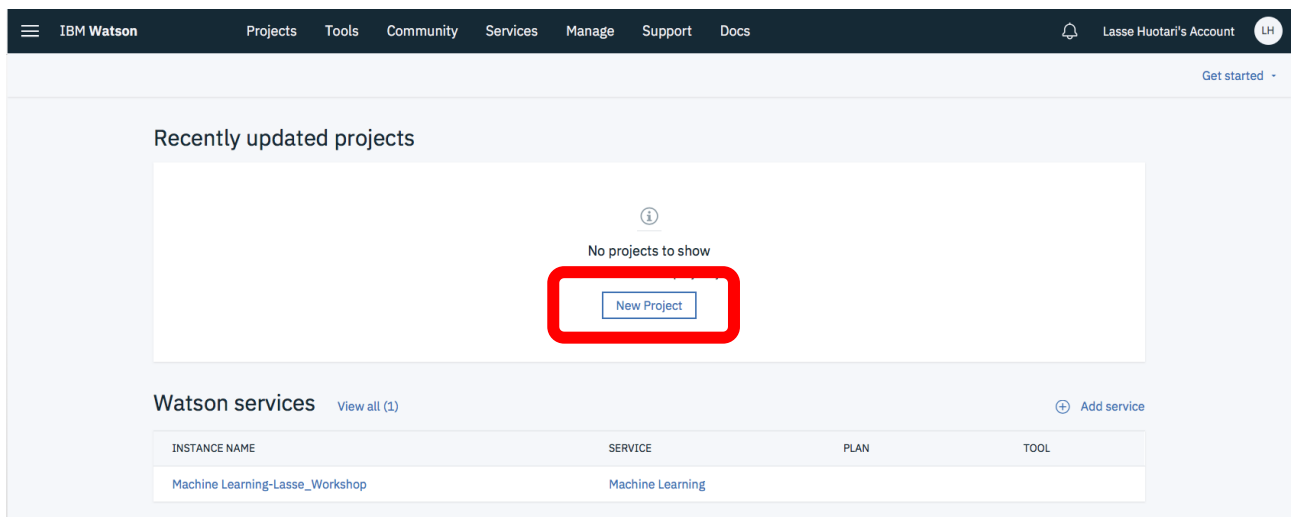 IBM Watson Projects Tools Community Services Manage Support Docs Lasse Huotari's Account LH
Get started
Recently updated projects
No projects to show
New Project
Watson services View all (1) Add service
INSTANCE NAME SERVICE PLAN TOOL
Machine Learning-Lasse_Workshop Machine Learning